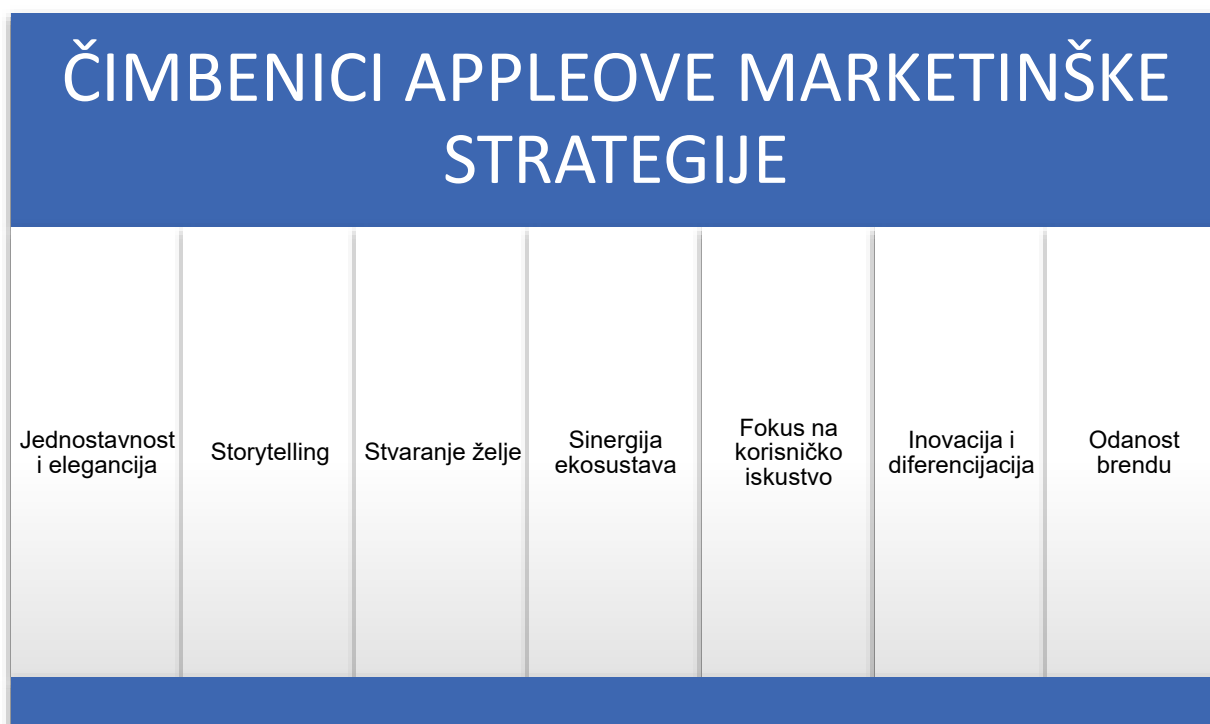 ČIMBENICI APPLEOVE MARKETINŠKE
STRATEGIJE
Jednostavnost
i elegancija
Storytelling
Stvaranje želje
Sinergija
ekosustava
Fokus na
korisničko
iskustvo
Inovacija i
diferencijacija
Odanost
brendu